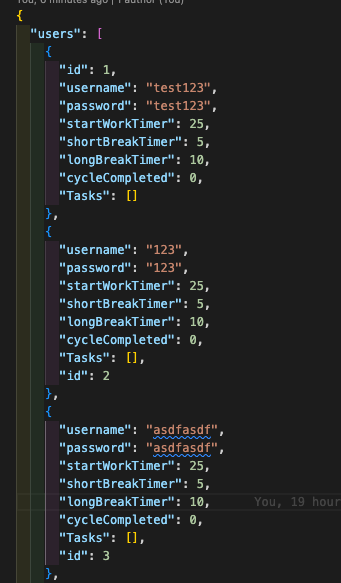 You, 6 minutes ago | 1 author (You)
{
"users": [
{
"id": 1,
"username": "test123",
"password": "test123",
"startWorkTimer": 25,
"shortBreakTimer": 5,
"longBreakTimer": 10,
"cycleCompleted": 0,
"Tasks": []
},
{
"username": "123",
"password": "123",
"startWorkTimer": 25,
"shortBreakTimer": 5,
"longBreakTimer": 10,
"cycleCompleted": 0,
"Tasks": [],
"id": 2
},
{
"username": "asdfasdf",
"password": "asdfasdf",
"startWorkTimer": 25,
"shortBreakTimer": 5,
"longBreakTimer": 10, You, 19 hour
"cycleCompleted": 0,
"Tasks": [],
"id": 3
},